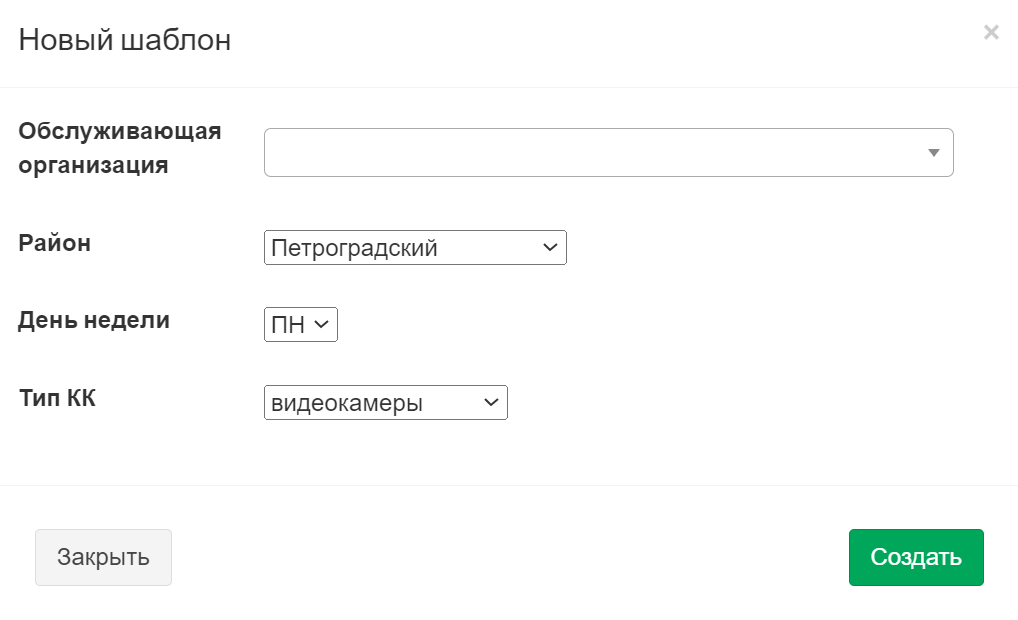 Новый шаблон
×
Обслуживающая
организация
Район
Петроградский
День недели
ПН
Тип КК
видеокамеры
Закрыть
Создать